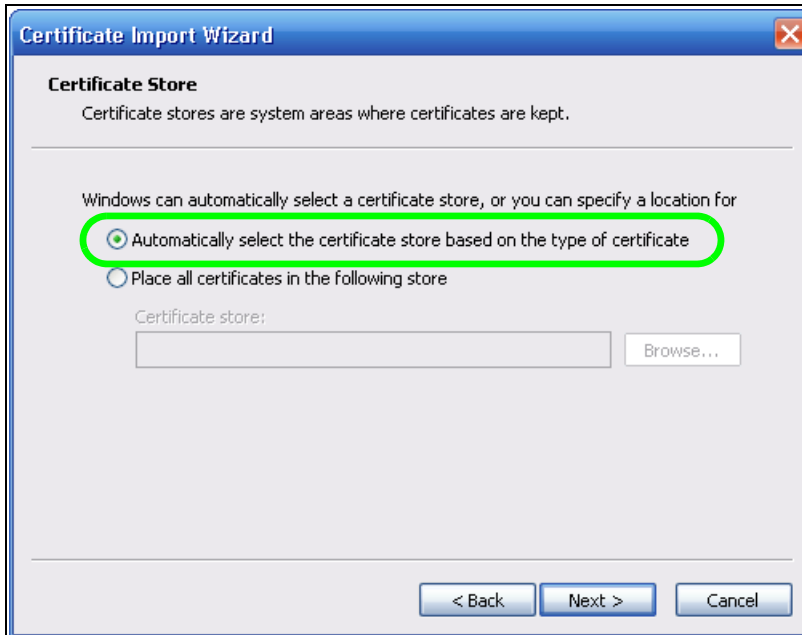 Certificate Import Wizard
Certificate Store
Certificate stores are system areas where certificates are kept.
Windows can automatically select a certificate store, or you can specify a location for
Automatically select the certificate store based on the type of certificate
Place all certificates in the following store
Certificate store:
Browse...
< Back
Next >
Cancel